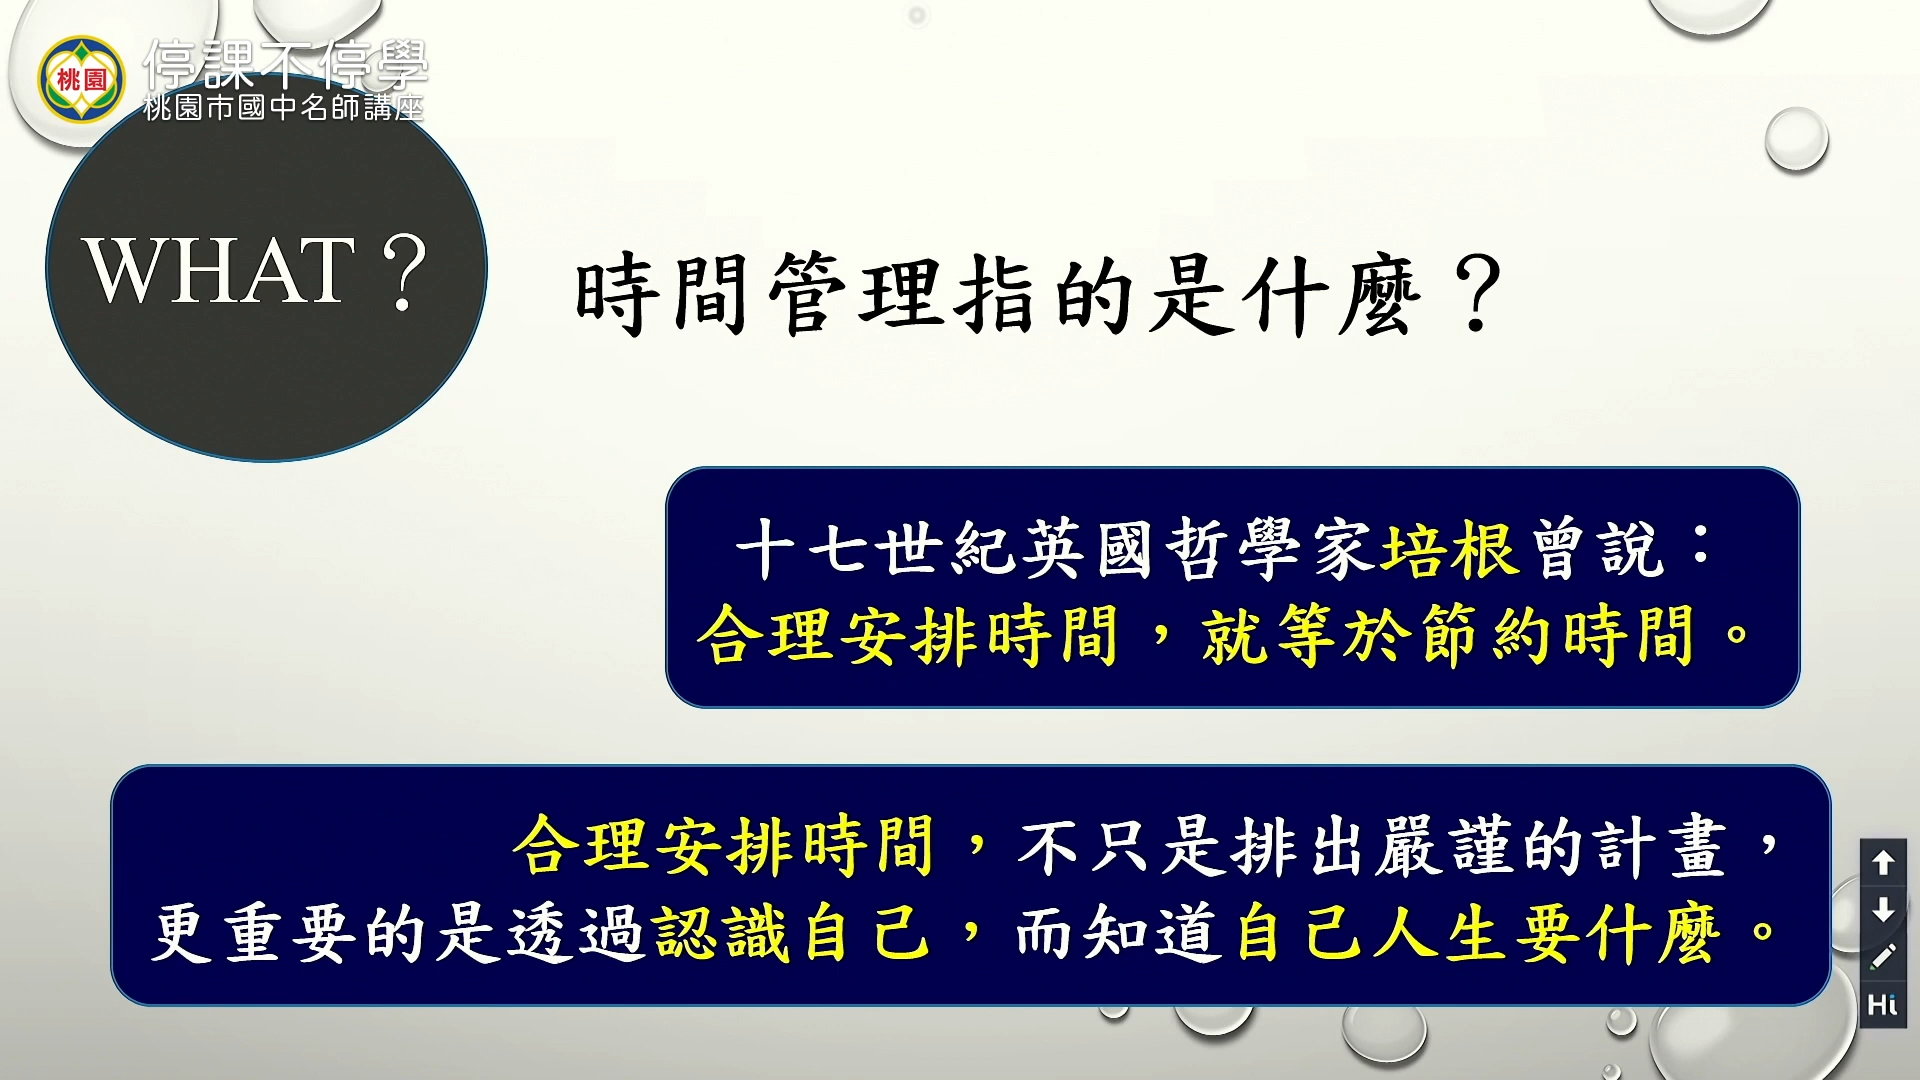 桃園
停課不停學
桃園市國中名師講座
WHAT？
時間管理指的是什麼？
十七世紀英國哲學家培根曾說：
合理安排時間，就等於節約時間。
合理安排時間，不只是排出嚴謹的計畫，
更重要的是透過認識自己，而知道自己人生要什麼。
Hi